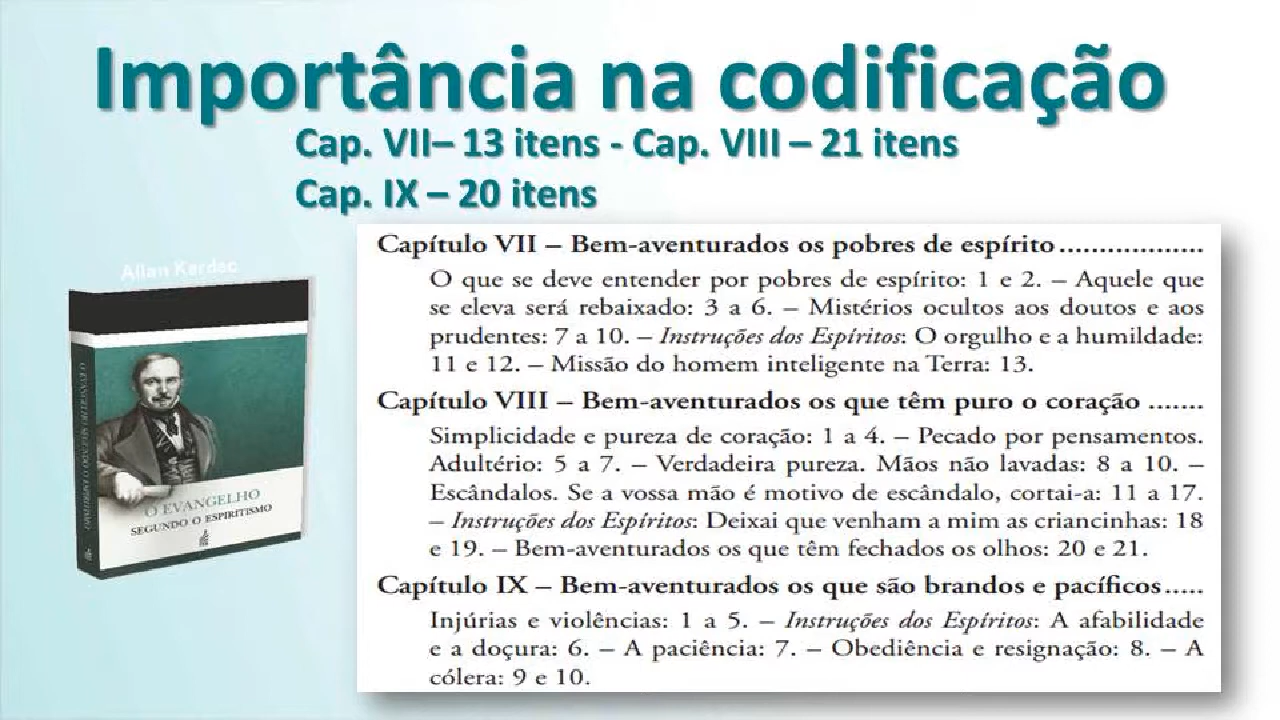 Importância na codificação
Cap. VII– 13 itens - Cap. VIII – 21 itens
Cap. IX – 20 itens
Allan Kardec
O EVANGELHO
SEGUNDO O ESPIRITISMO
O EVANGELHO SEGUNDO O ESPIRITISMO
Capítulo VII – Bem-aventurados os pobres de espírito...................
O que se deve entender por pobres de espírito: 1 e 2. – Aquele que
se eleva será rebaixado: 3 a 6. – Mistérios ocultos aos doutos e aos
prudentes: 7 a 10. – Instruções dos Espíritos: O orgulho e a humildade:
11 e 12. – Missão do homem inteligente na Terra: 13.
Capítulo VIII – Bem-aventurados os que têm puro o coração .......
Simplicidade e pureza de coração: 1 a 4. – Pecado por pensamentos.
Adultério: 5 a 7. – Verdadeira pureza. Mãos não lavadas: 8 a 10. –
Escândalos. Se a vossa mão é motivo de escândalo, cortai-a: 11 a 17.
– Instruções dos Espíritos: Deixai que venham a mim as criancinhas: 18
e 19. – Bem-aventurados os que têm fechados os olhos: 20 e 21.
Capítulo IX – Bem-aventurados os que são brandos e pacíficos.....
Injúrias e violências: 1 a 5. – Instruções dos Espíritos: A afabilidade
e a doçura: 6. – A paciência: 7. – Obediência e resignação: 8. – A
cólera: 9 e 10.